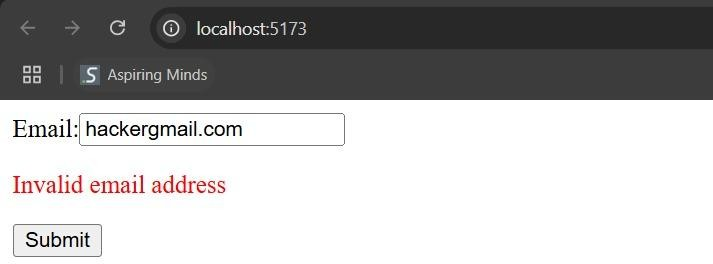 localhost:5173
Aspiring Minds
Email:hackergmail.com
Invalid email address
Submit